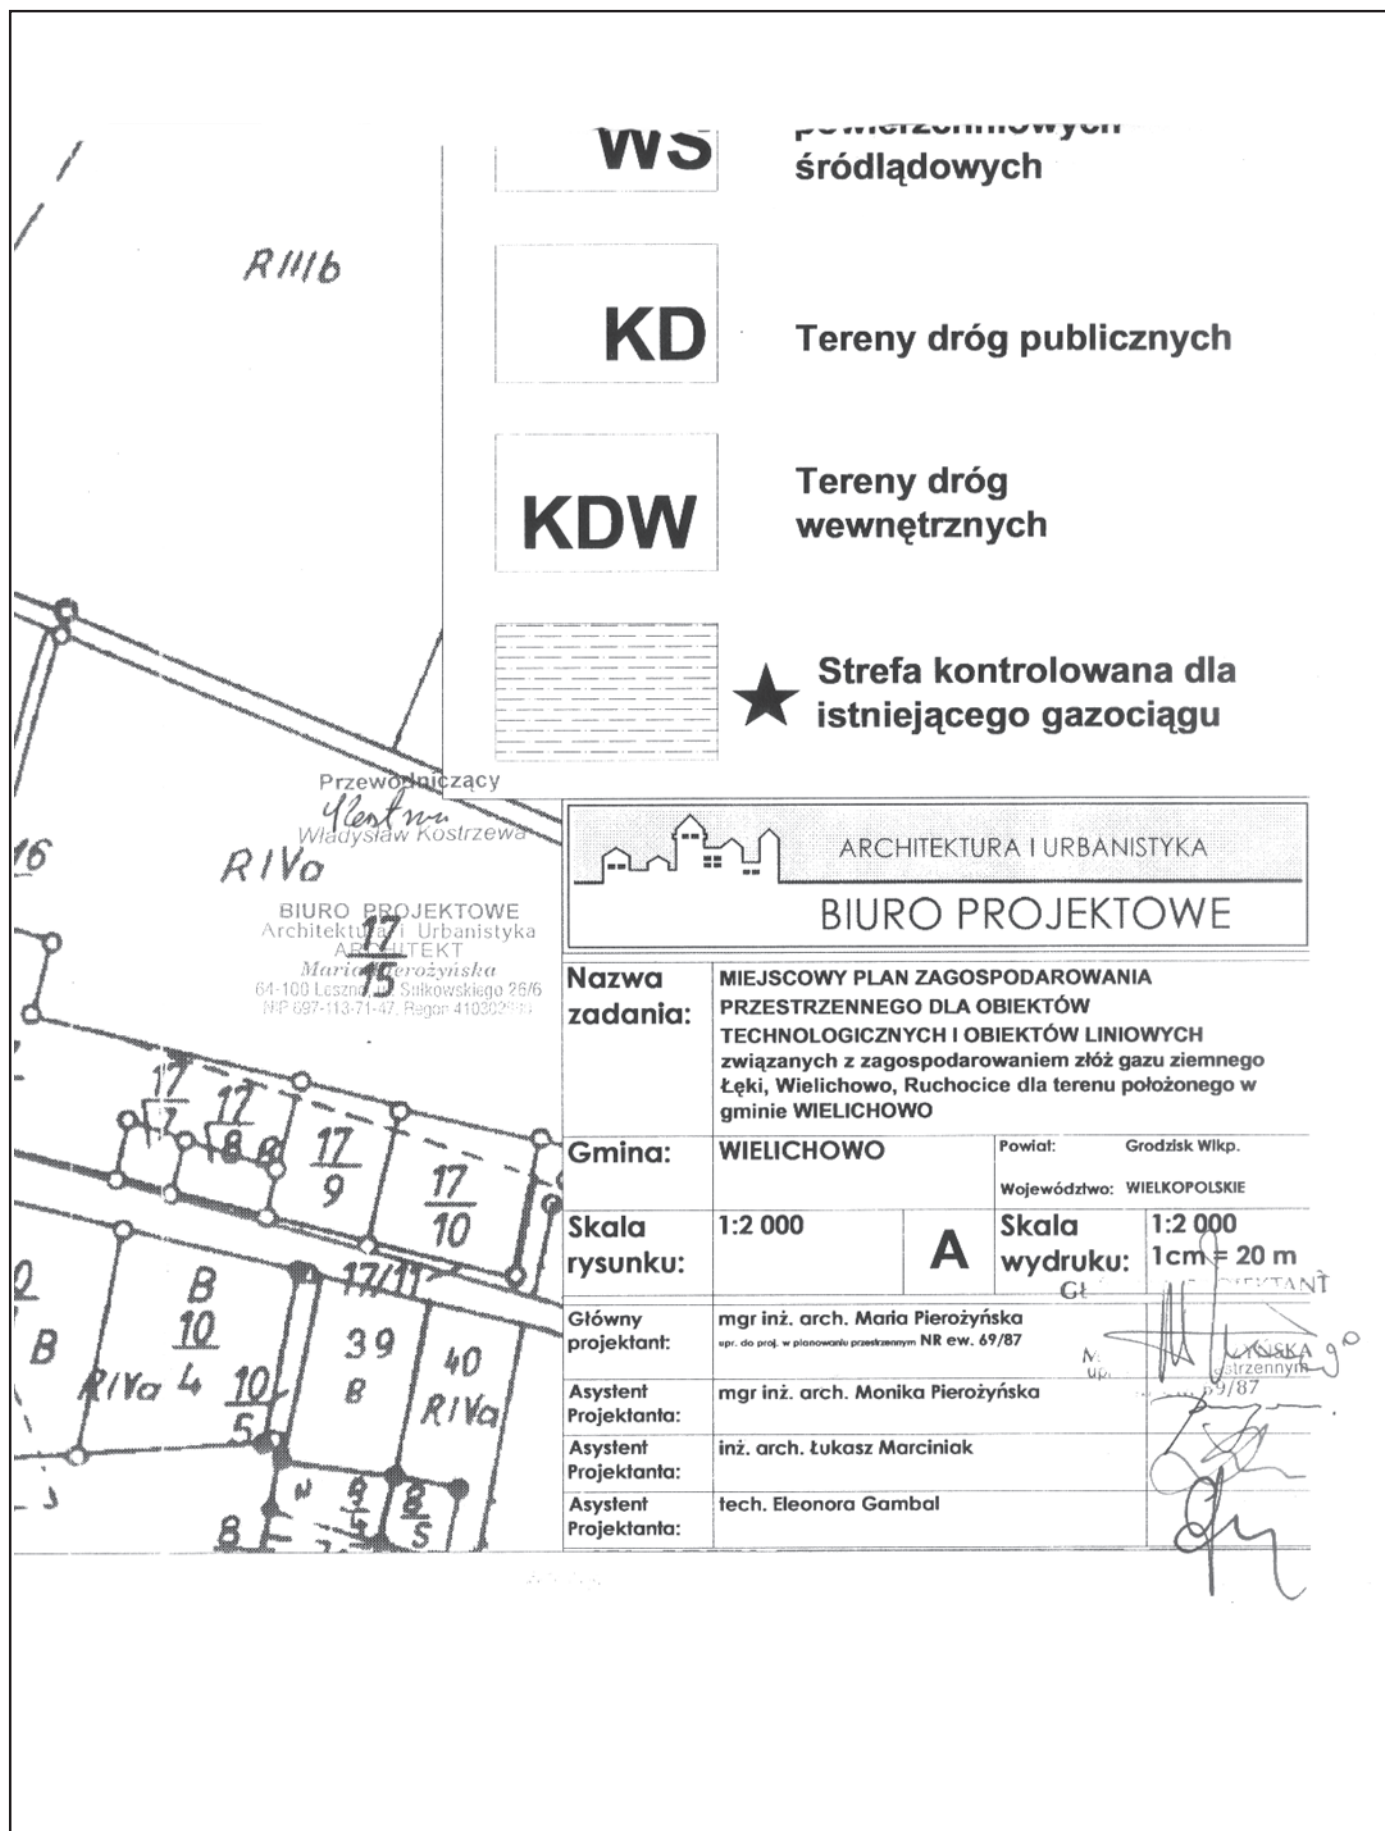 WS
śródlądowych
RIIIb
KD
Tereny dróg publicznych
KDW
Tereny dróg
wewnętrznych
Strefa kontrolowana dla
istniejącego gazociągu
Przewodniczący
Władysław Kostrzewa
16
RIVa
BIURO PROJEKTOWE
Architektura i Urbanistyka
ARCHITEKT
17
15
64-100 Leszno, ul. Sułkowskiego 26/6
NIP 697-113-71-47, Regon
17
17
17
9
17
10
17/11
B
10
4
RIVa
10
5
B
39
B
40
RIVa
8
8
5
ARCHITEKTURA I URBANISTYKA
BIURO PROJEKTOWE
Nazwa
zadania:
MIEJSCOWY PLAN ZAGOSPODAROWANIA
PRZESTRZENNEGO DLA OBIEKTÓW
TECHNOLOGICZNYCH I OBIEKTÓW LINIOWYCH
związanych z zagospodarowaniem złóż gazu ziemnego
Łęki, Wielichowo, Ruchocice dla terenu położonego w
gminie WIELICHOWO
Gmina:
WIELICHOWO
Powiat: Grodzisk Wlkp.
Województwo: WIELKOPOLSKIE
Skala
rysunku:
1:2 000
A
Skala
wydruku:
1:2 000
1cm = 20 m
Główny
projektant:
mgr inż. arch. Maria Pierożyńska
upr. do proj. w planowaniu przestrzennym NR ew. 69/87
Asystent
Projektanta:
mgr inż. arch. Monika Pierożyńska
Asystent
Projektanta:
inż. arch. Łukasz Marciniak
Asystent
Projektanta:
tech. Eleonora Gambal